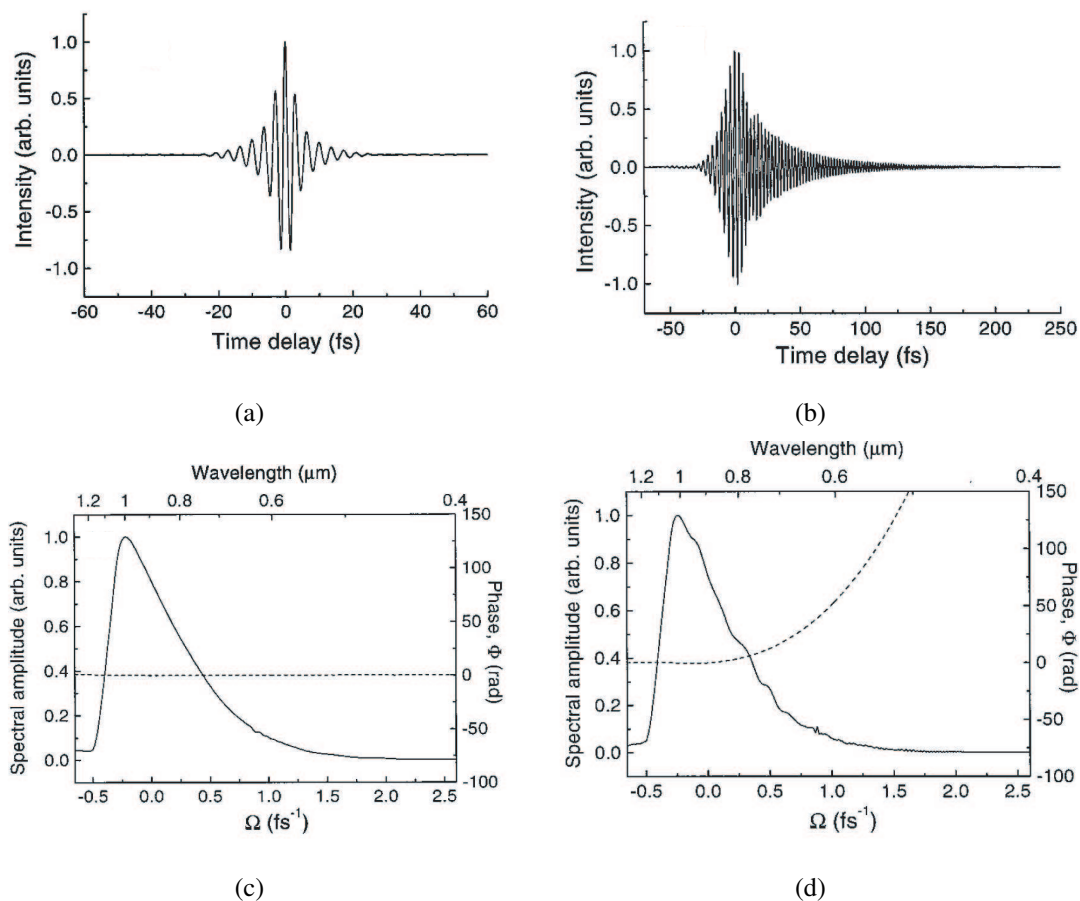 1.0
0.5
0.0
-0.5
-1.0
Intensity (arb. units)
-60 -40 -20 0 20 40 60
Time delay (fs)
(a)
1.0
0.5
0.0
-0.5
-1.0
Intensity (arb. units)
-50 0 50 100 150 200 250
Time delay (fs)
(b)
Wavelength (μm)
1.2 1 0.8 0.6 0.4
1.0
0.8
0.6
0.4
0.2
0.0
Spectral amplitude (arb. units)
150
100
50
0
-50
-100
Phase, Φ (rad)
-0.5 0.0 0.5 1.0 1.5 2.0 2.5
Ω (fs⁻¹)
(c)
Wavelength (μm)
1.2 1 0.8 0.6 0.4
1.0
0.8
0.6
0.4
0.2
0.0
Spectral amplitude (arb. units)
150
100
50
0
-50
-100
Phase, Φ (rad)
-0.5 0.0 0.5 1.0 1.5 2.0 2.5
Ω (fs⁻¹)
(d)